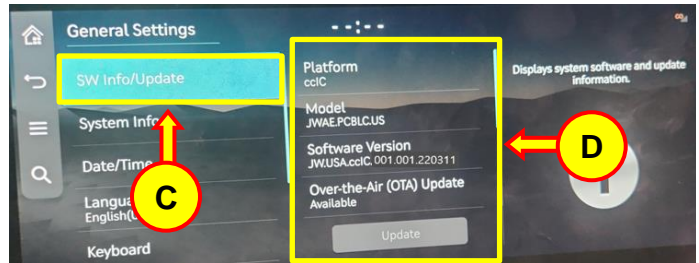 General Settings
--:--
SW Info/Update
System Info
Date/Time
English(U
Keyboard
C
Platform
ccIC
Model
JWAE.PCBLC.US
Software Version
JW.USA.ccIC. 001.001.220311
Over-the-Air (OTA) Update
Available
Update
D
Displays system software and update
information.